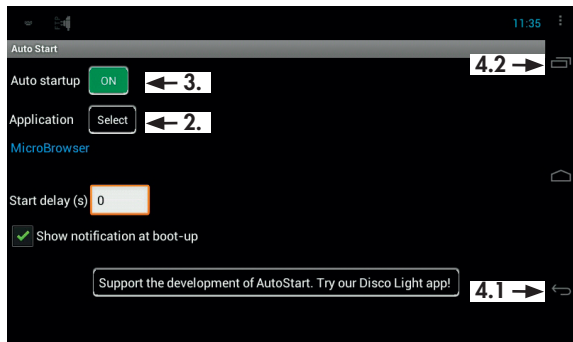 11:35
Auto Start
4.2
Auto startup ON 3.
Application Select 2.
MicroBrowser
Start delay (s) 0
Show notification at boot-up
Support the development of AutoStart. Try our Disco Light app!
4.1